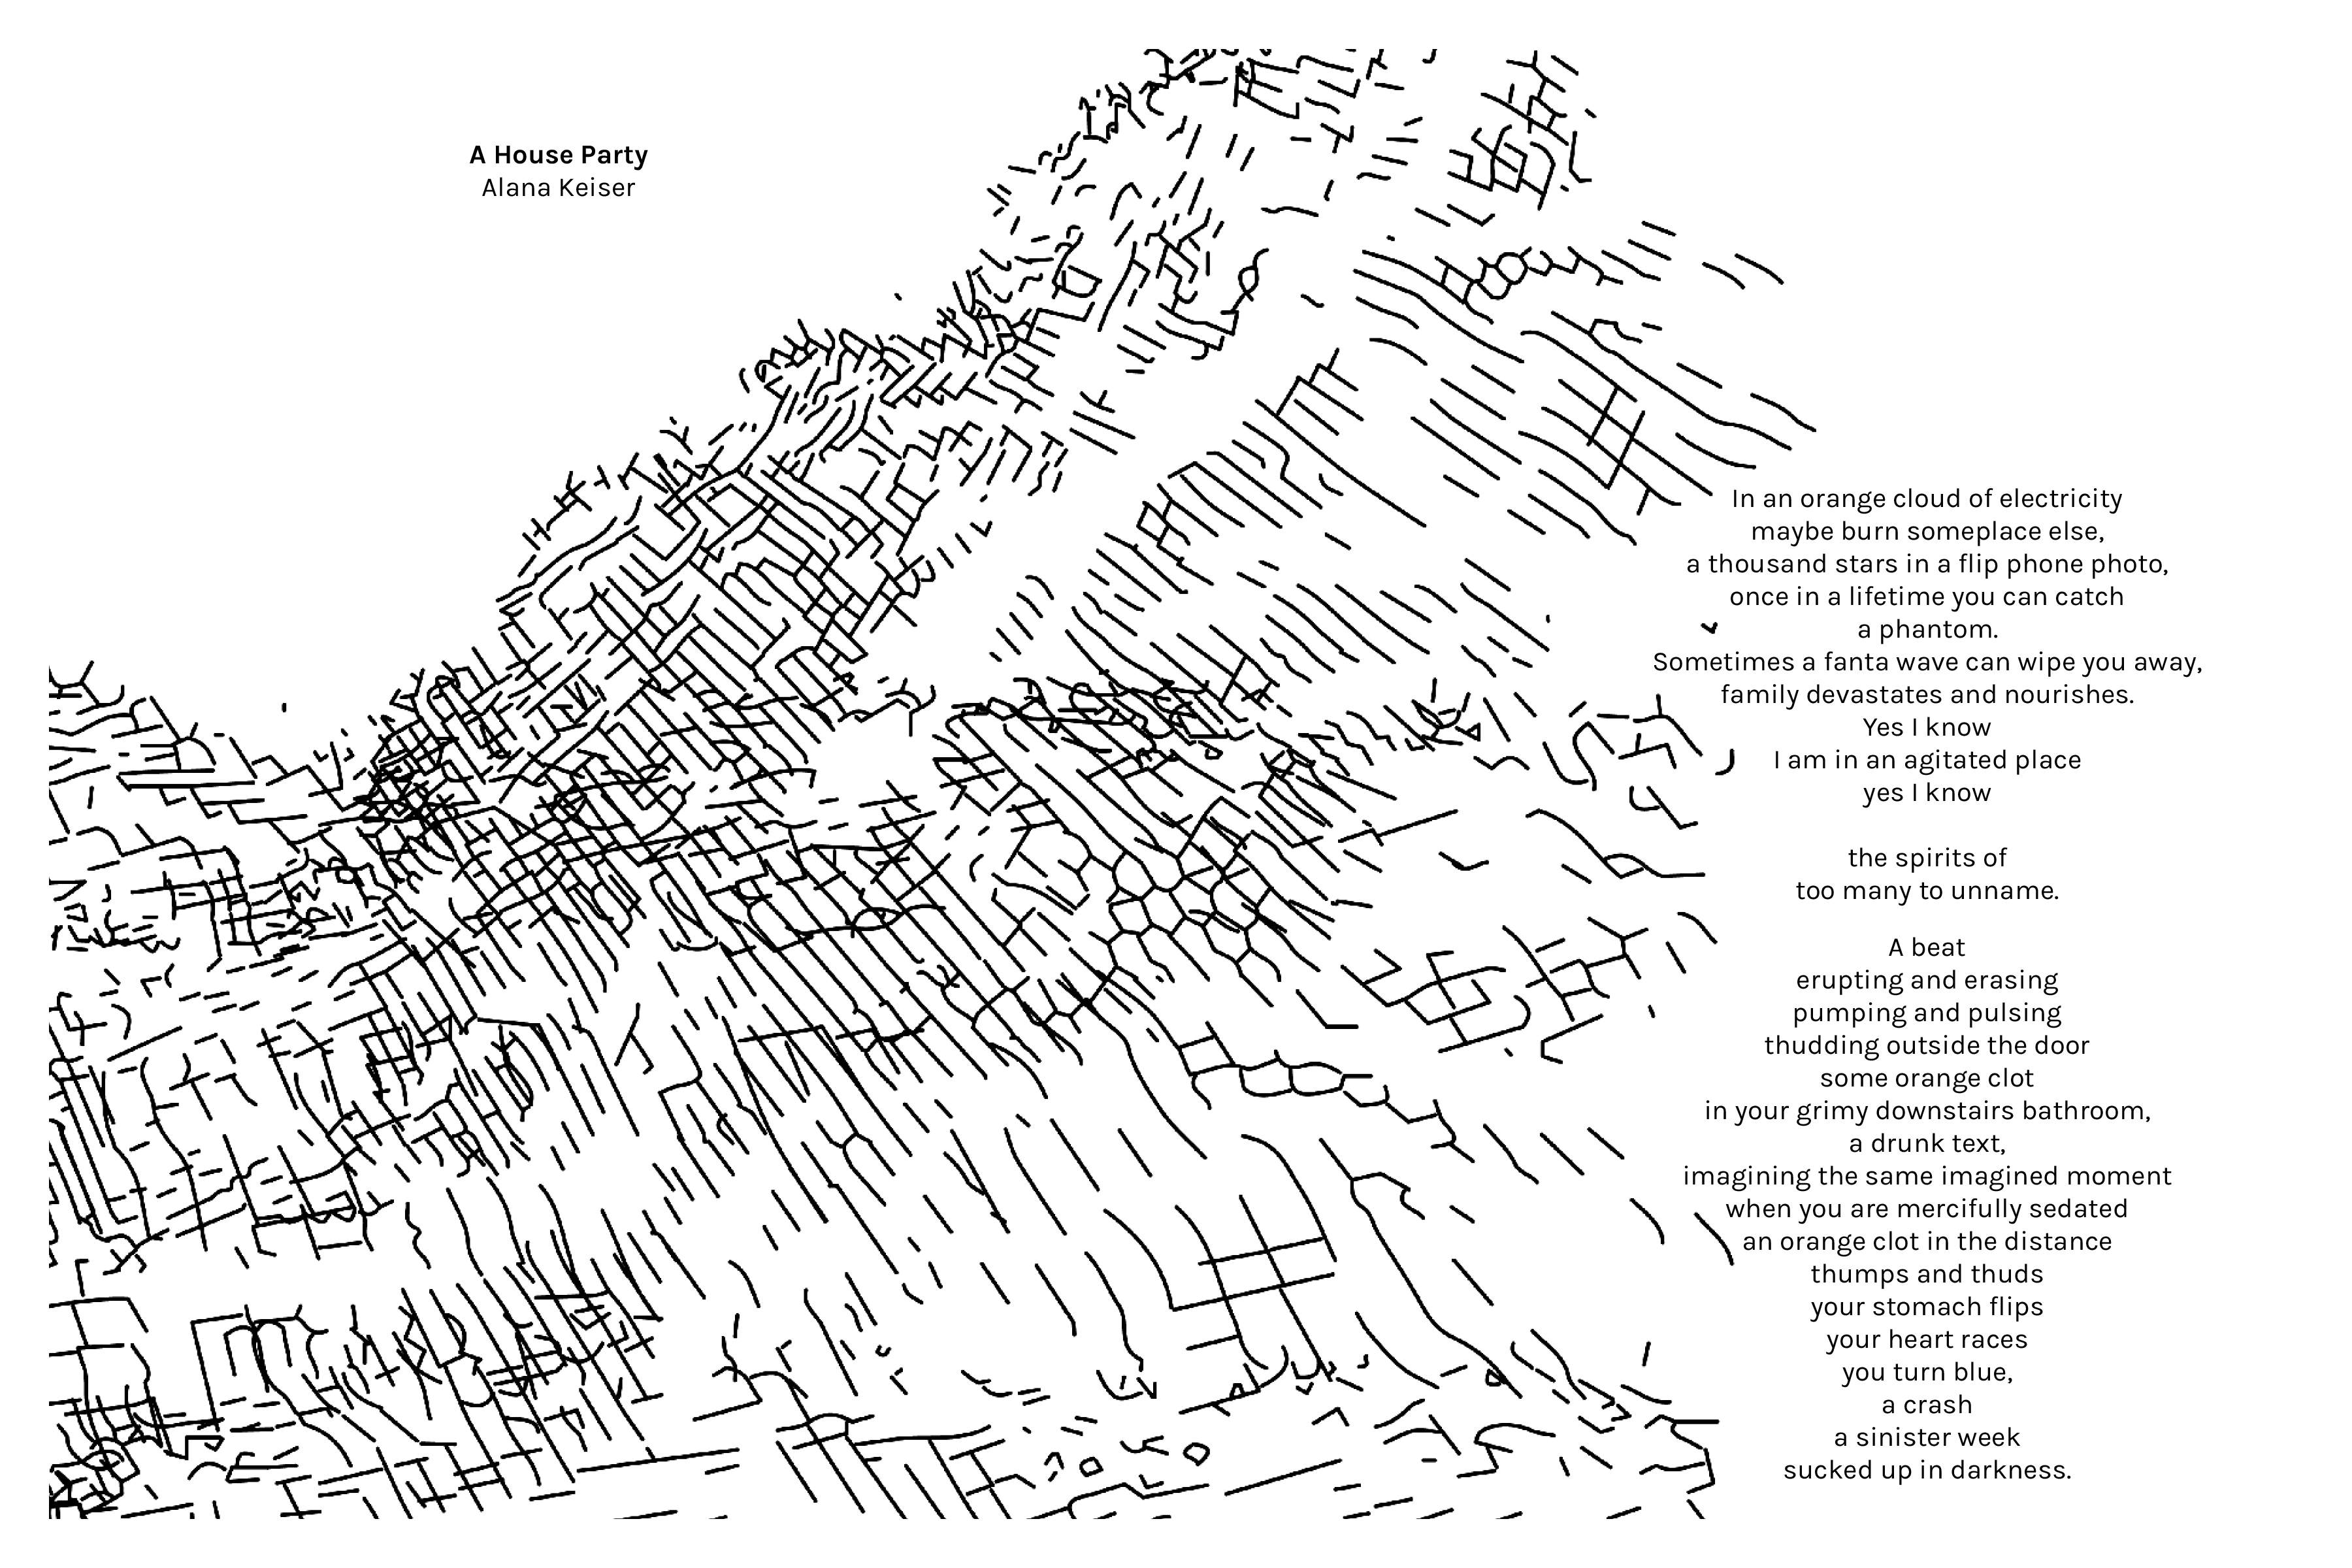 A House Party
Alana Keiser
In an orange cloud of electricity
maybe burn someplace else,
a thousand stars in a flip phone photo,
once in a lifetime you can catch
a phantom.
Sometimes a fanta wave can wipe you away,
family devastates and nourishes.
Yes I know
I am in an agitated place
yes I know
the spirits of
too many to unname.
A beat
erupting and erasing
pumping and pulsing
thudding outside the door
some orange clot
in your grimy downstairs bathroom,
a drunk text,
imagining the same imagined moment
when you are mercifully sedated
an orange clot in the distance
thumps and thuds
your stomach flips
your heart races
you turn blue,
a crash
a sinister week
sucked up in darkness.